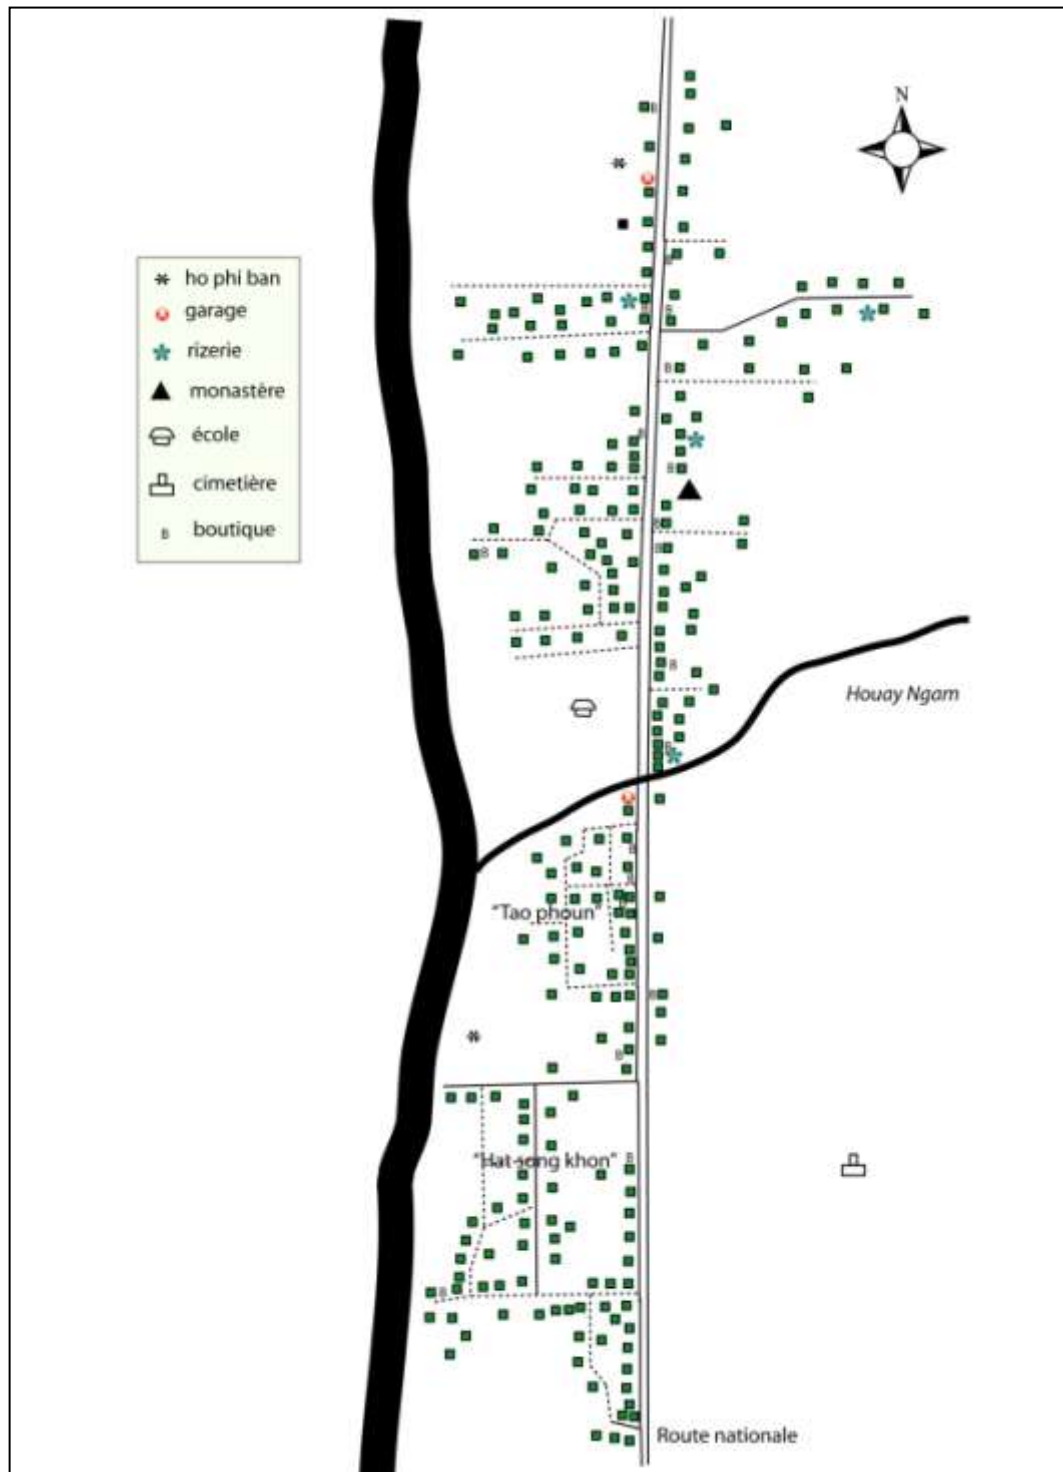 N
B
B
ho phi ban
garage
rizerie
monastère
école
cimetière
B boutique
B
B
B
B
B
B
B
B
B
Houay Ngam
B
B
B
B
"Tao phoun"
B
B
"Hat song khon"
B
B
Route nationale